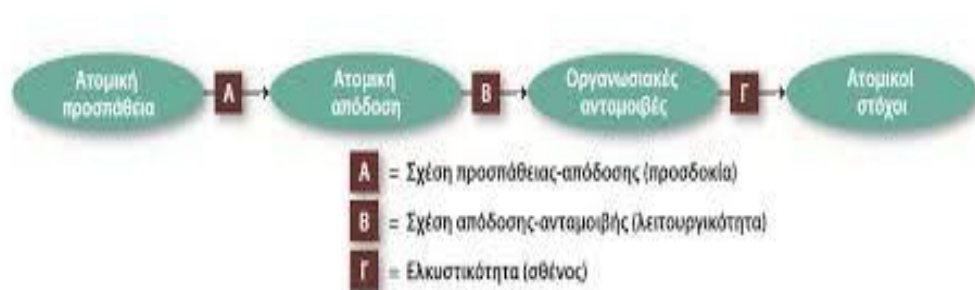 Ατομική
προσπάθεια
Α
Ατομική
απόδοση
Β
Οργανωσιακές
ανταμοιβές
Γ
Ατομικοί
στόχοι
Α = Σχέση προσπάθειας-απόδοσης (προσδοκία)
Β = Σχέση απόδοσης-ανταμοιβής (λειτουργικότητα)
Γ = Ελκυστικότητα (σθένος)